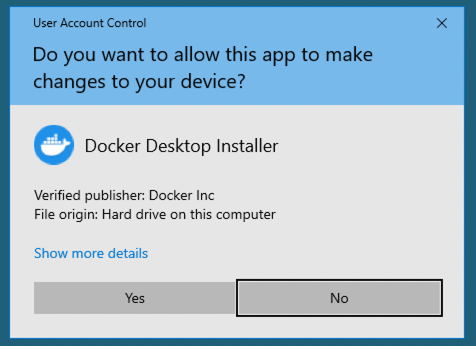 User Account Control
Do you want to allow this app to make
changes to your device?
Docker Desktop Installer
Verified publisher: Docker Inc
File origin: Hard drive on this computer
Show more details
Yes
No